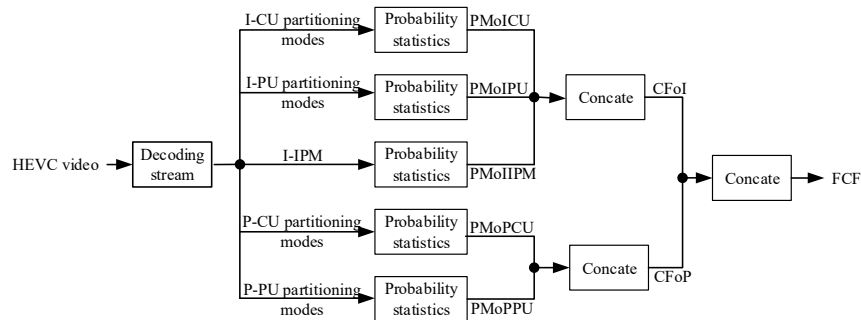 I-CU partitioning
modes
Probability
statistics
PMoICU
I-PU partitioning
modes
Probability
statistics
PMoIPU
Concate
CFoI
HEVC video
Decoding
stream
I-IPM
Probability
statistics
PMoIIPM
Concate
FCF
P-CU partitioning
modes
Probability
statistics
PMoPCU
Concate
CFoP
P-PU partitioning
modes
Probability
statistics
PMoPPU